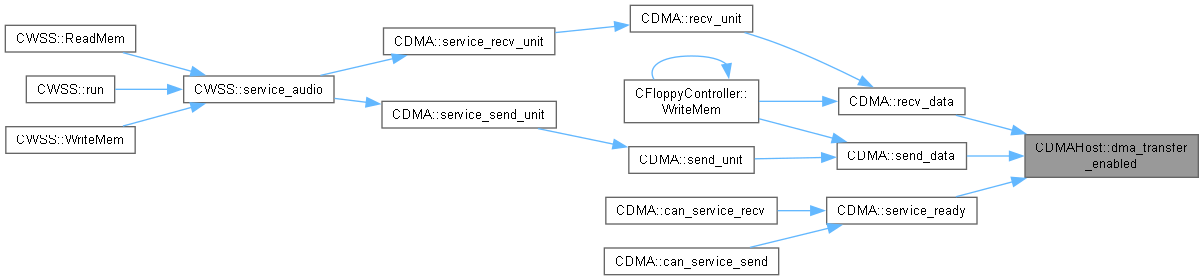 CWSS::ReadMem
CWSS::run
CWSS::WriteMem
CWSS::service_audio
CDMA::service_recv_unit
CDMA::service_send_unit
CDMA::recv_unit
CFloppyController::
WriteMem
CDMA::send_unit
CDMA::can_service_recv
CDMA::can_service_send
CDMA::recv_data
CDMA::send_data
CDMA::service_ready
CDMAHost::dma_transfer
_enabled